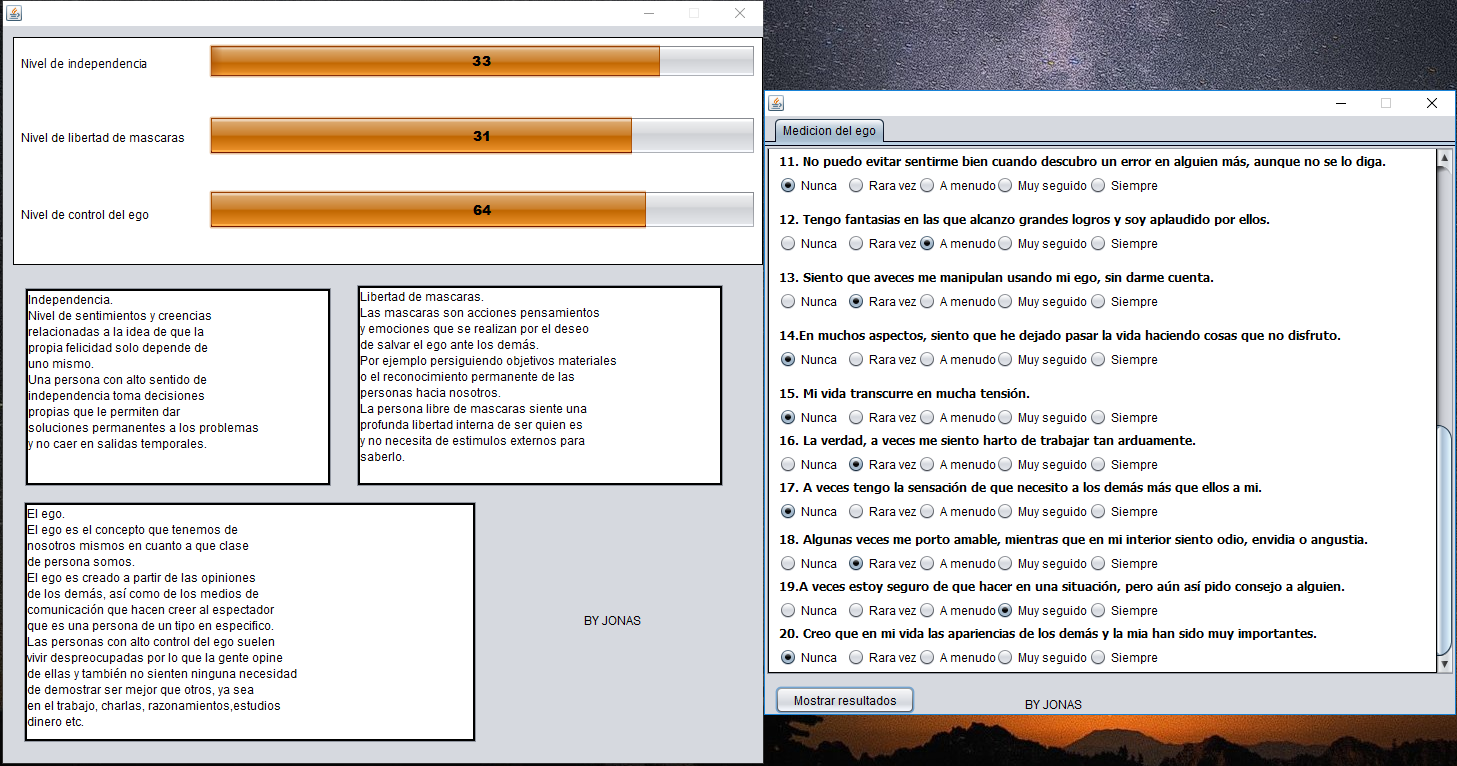 Nivel de independencia
33
Nivel de libertad de mascaras
31
Nivel de control del ego
64
Independencia.
Nivel de sentimientos y creencias
relacionadas a la idea de que la
propia felicidad solo depende de
uno mismo.
Una persona con alto sentido de
independencia toma decisiones
propias que le permiten dar
soluciones permanentes a los problemas
y no caer en salidas temporales.
Libertad de mascaras.
Las mascaras son acciones pensamientos
y emociones que se realizan por el deseo
de salvar el ego ante los demás.
Por ejemplo persiguiendo objetivos materiales
o el reconocimiento permanente de las
personas hacia nosotros.
La persona libre de mascaras siente una
profunda libertad interna de ser quien es
y no necesita de estimulos externos para
saberlo.
El ego.
El ego es el concepto que tenemos de
nosotros mismos en cuanto a que clase
de persona somos.
El ego es creado a partir de las opiniones
de los demás, así como de los medios de
comunicación que hacen creer al espectador
que es una persona de un tipo en especifico.
Las personas con alto control del ego suelen
vivir despreocupadas por lo que la gente opine
de ellas y también no sienten ninguna necesidad
de demostrar ser mejor que otros, ya sea
en el trabajo, charlas, razonamientos,estudios
dinero etc.
BY JONAS
Medicion del ego
11. No puedo evitar sentirme bien cuando descubro un error en alguien más, aunque no se lo diga.
Nunca Rara vez A menudo Muy seguido Siempre
12. Tengo fantasias en las que alcanzo grandes logros y soy aplaudido por ellos.
Nunca Rara vez A menudo Muy seguido Siempre
13. Siento que aveces me manipulan usando mi ego, sin darme cuenta.
Nunca Rara vez A menudo Muy seguido Siempre
14.En muchos aspectos, siento que he dejado pasar la vida haciendo cosas que no disfruto.
Nunca Rara vez A menudo Muy seguido Siempre
15. Mi vida transcurre en mucha tensión.
Nunca Rara vez A menudo Muy seguido Siempre
16. La verdad, a veces me siento harto de trabajar tan arduamente.
Nunca Rara vez A menudo Muy seguido Siempre
17. A veces tengo la sensación de que necesito a los demás más que ellos a mi.
Nunca Rara vez A menudo Muy seguido Siempre
18. Algunas veces me porto amable, mientras que en mi interior siento odio, envidia o angustia.
Nunca Rara vez A menudo Muy seguido Siempre
19.A veces estoy seguro de que hacer en una situación, pero aún así pido consejo a alguien.
Nunca Rara vez A menudo Muy seguido Siempre
20. Creo que en mi vida las apariencias de los demás y la mia han sido muy importantes.
Nunca Rara vez A menudo Muy seguido Siempre
Mostrar resultados
BY JONAS